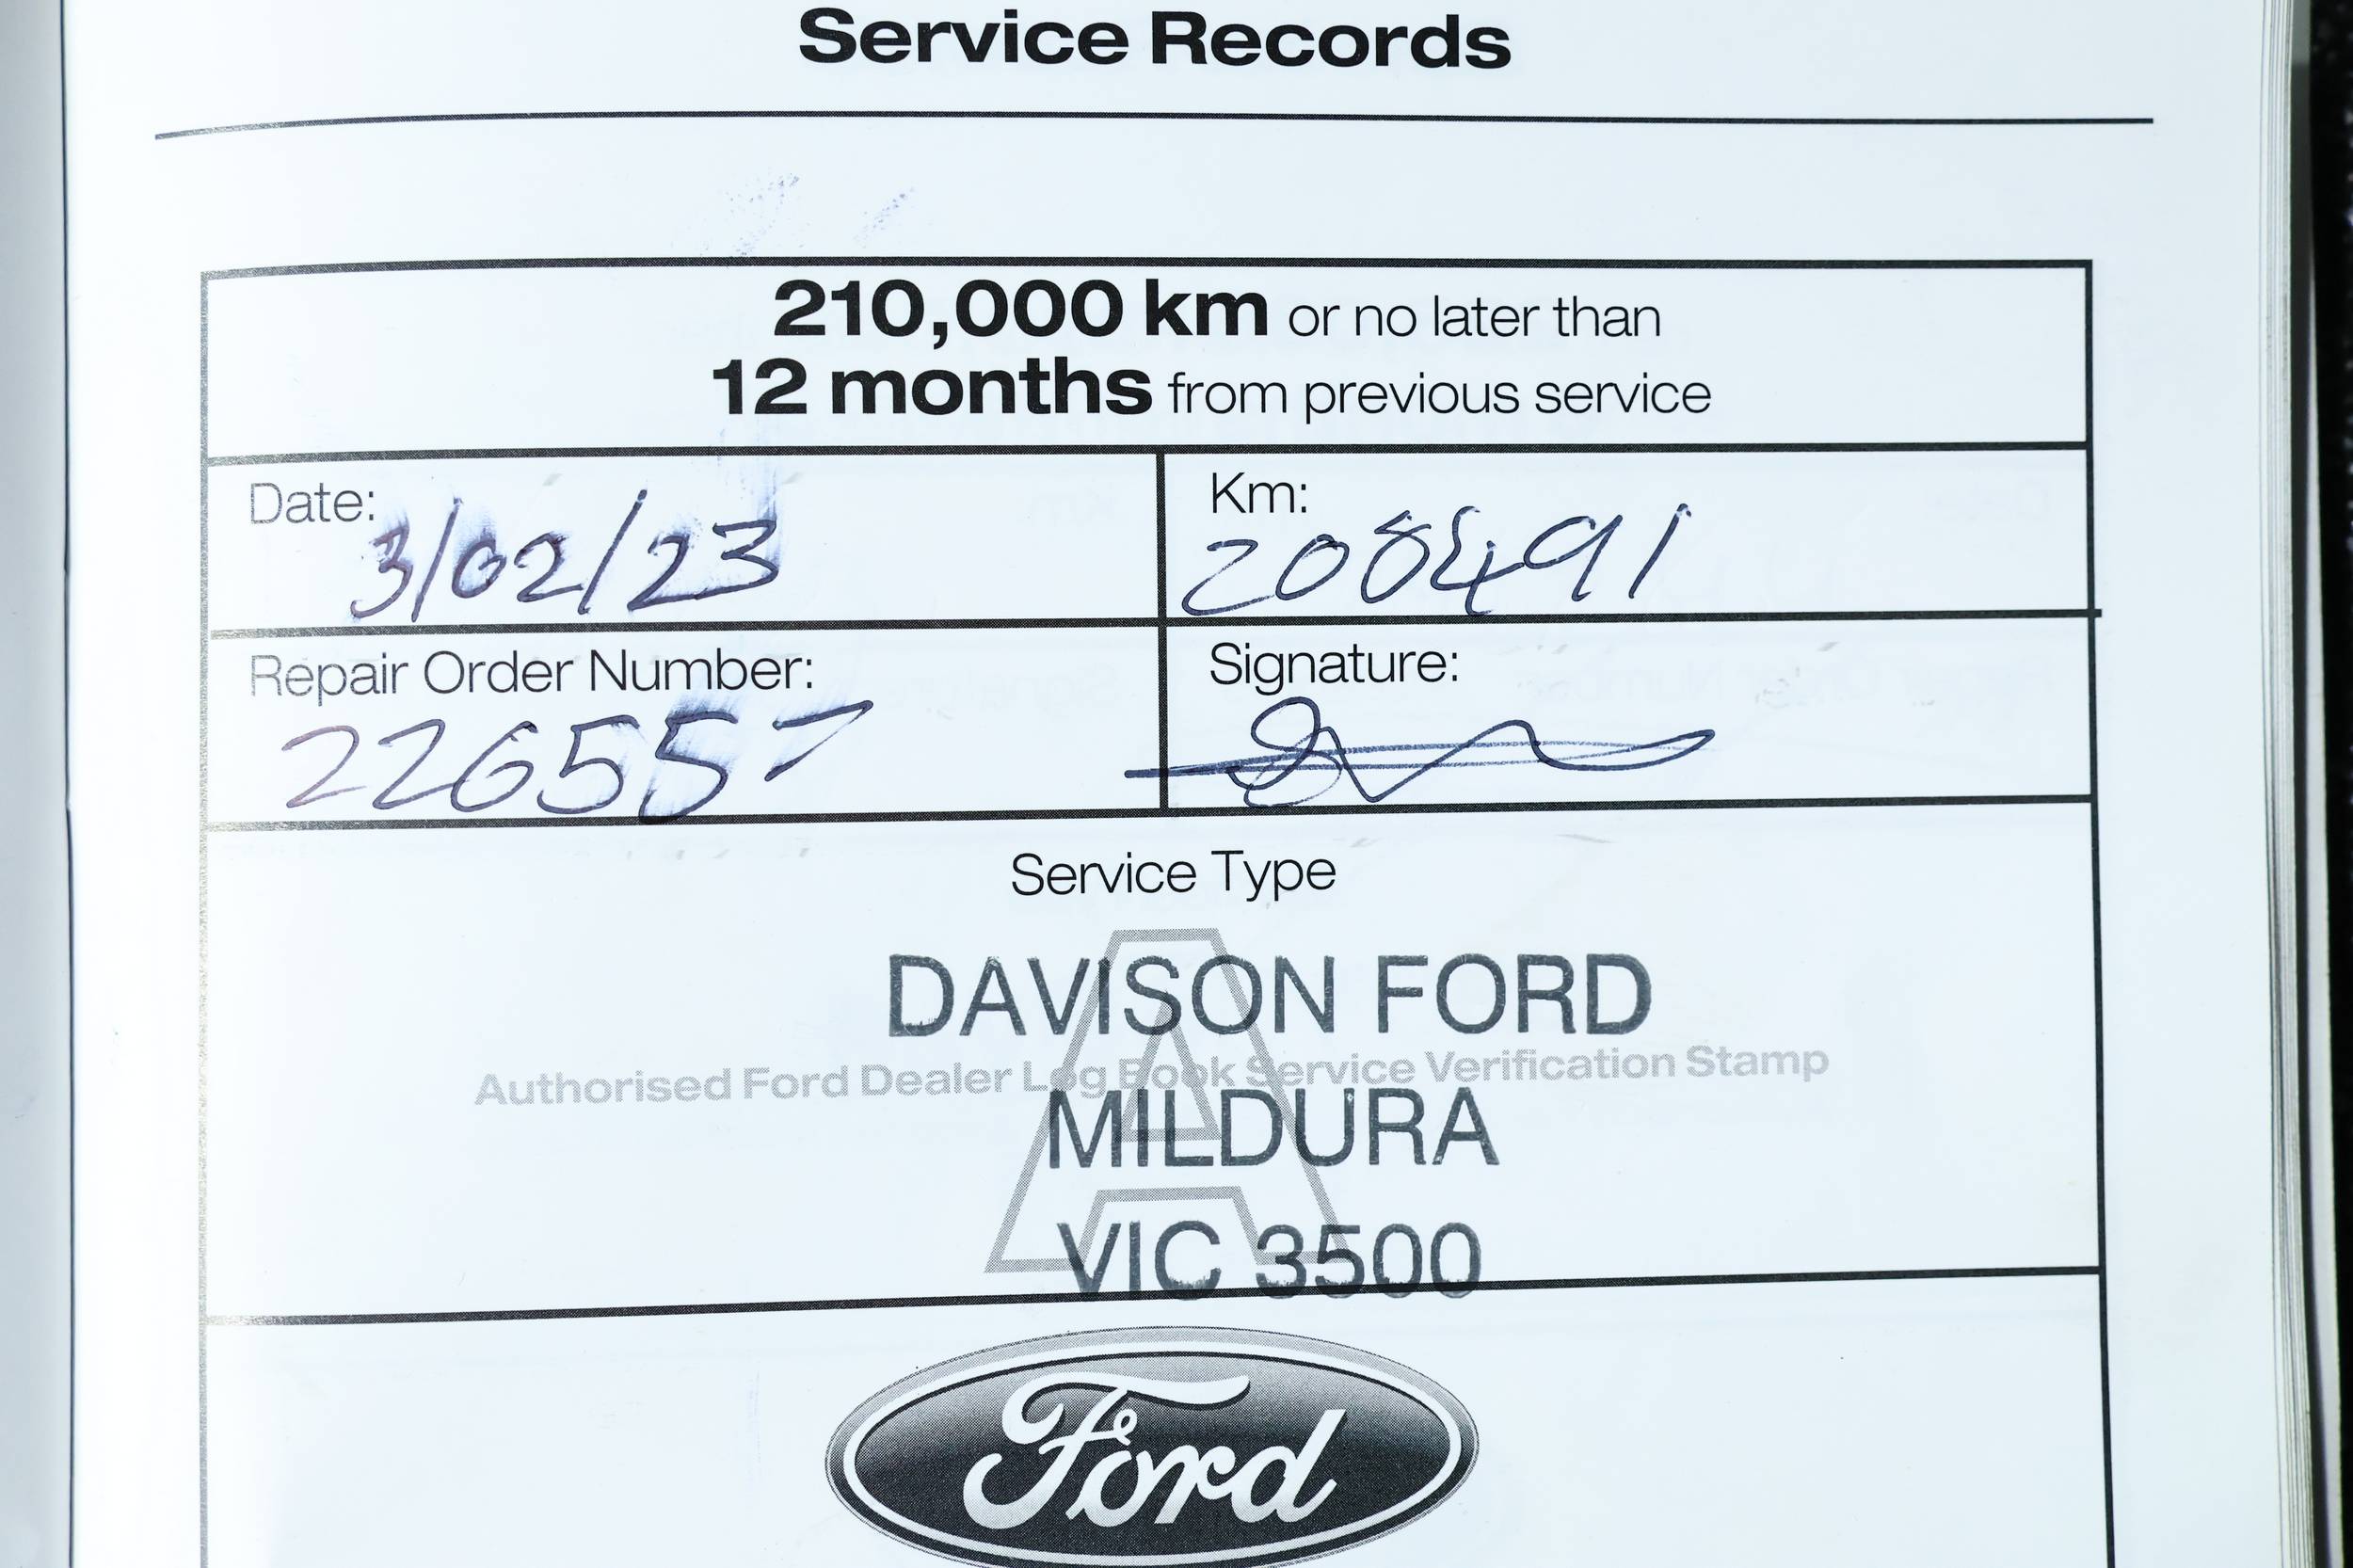 Service Records
210,000 km or no later than
12 months from previous service
Date: 3/02/23
Km: 208491
Repair Order Number: 226557
Signature:
Service Type
A
DAVISON FORD
Authorised Ford Dealer Log Book Service Verification Stamp
MILDURA
VIC 3500
Ford